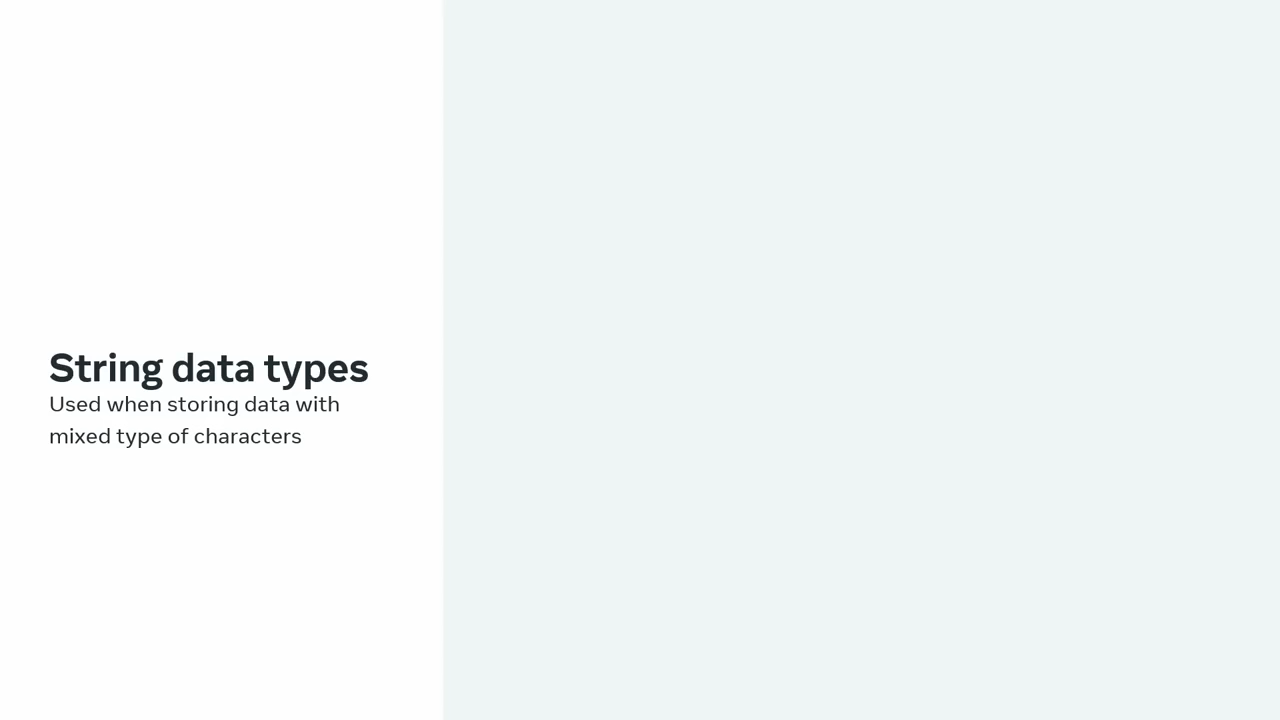 String data types
Used when storing data with
mixed type of characters